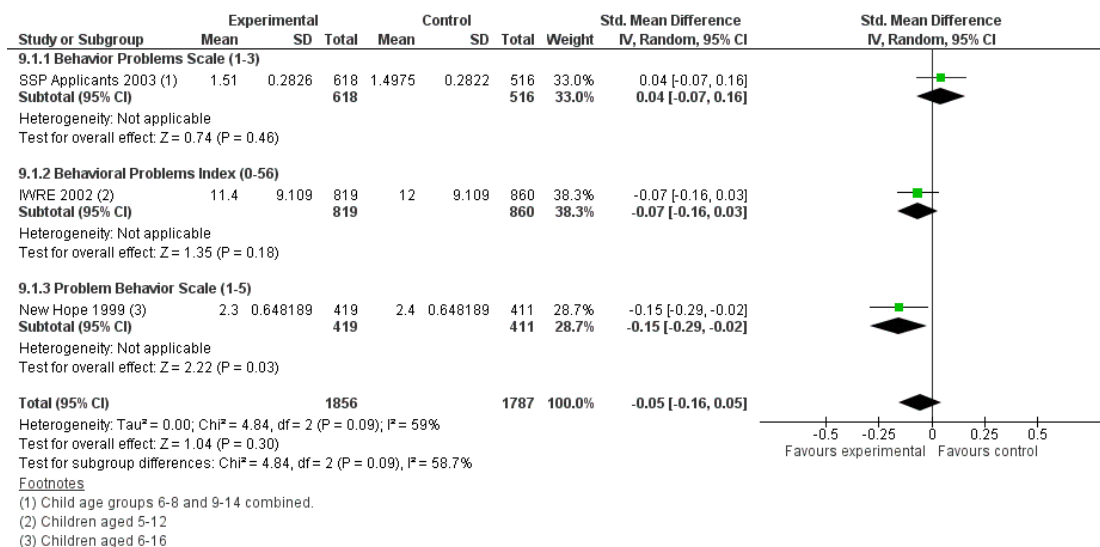 Experimental Control Std. Mean Difference Std. Mean Difference
Study or Subgroup Mean SD Total Mean SD Total Weight IV, Random, 95% CI IV, Random, 95% CI
9.1.1 Behavior Problems Scale (1-3)
SSP Applicants 2003 (1) 1.51 0.2826 618 1.4975 0.2822 516 33.0% 0.04 [-0.07, 0.16]
Subtotal (95% CI) 618 516 33.0% 0.04 [-0.07, 0.16]
Heterogeneity: Not applicable
Test for overall effect: Z = 0.74 (P = 0.46)
9.1.2 Behavioral Problems Index (0-56)
IWRE 2002 (2) 11.4 9.109 819 12 9.109 860 38.3% -0.07 [-0.16, 0.03]
Subtotal (95% CI) 819 860 38.3% -0.07 [-0.16, 0.03]
Heterogeneity: Not applicable
Test for overall effect: Z = 1.35 (P = 0.18)
9.1.3 Problem Behavior Scale (1-5)
New Hope 1999 (3) 2.3 0.648189 419 2.4 0.648189 411 28.7% -0.15 [-0.29, -0.02]
Subtotal (95% CI) 419 411 28.7% -0.15 [-0.29, -0.02]
Heterogeneity: Not applicable
Test for overall effect: Z = 2.22 (P = 0.03)
Total (95% CI) 1856 1787 100.0% -0.05 [-0.16, 0.05]
Heterogeneity: Tau² = 0.00; Chi² = 4.84, df = 2 (P = 0.09); I² = 59%
Test for overall effect: Z = 1.04 (P = 0.30)
Test for subgroup differences: Chi² = 4.84, df = 2 (P = 0.09), I² = 58.7%
-0.5 -0.25 0 0.25 0.5
Favours experimental Favours control
Footnotes
(1) Child age groups 6-8 and 9-14 combined.
(2) Children aged 5-12
(3) Children aged 6-16